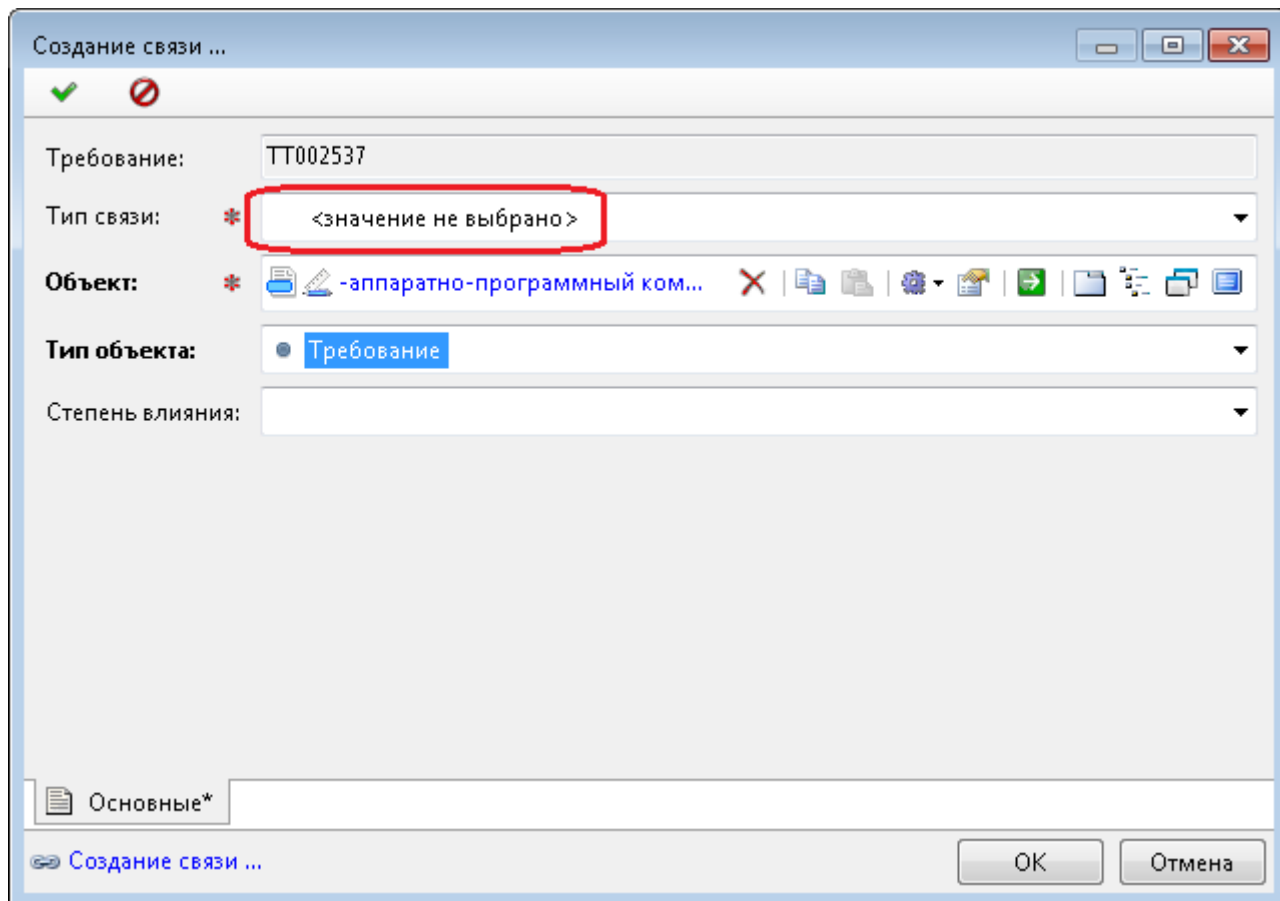 Создание связи ...
Требование: TT002537
Тип связи: * <значение не выбрано>
Объект: * -аппаратно-программный ком...
Тип объекта: Требование
Степень влияния:
Основные*
Создание связи ... OK Отмена